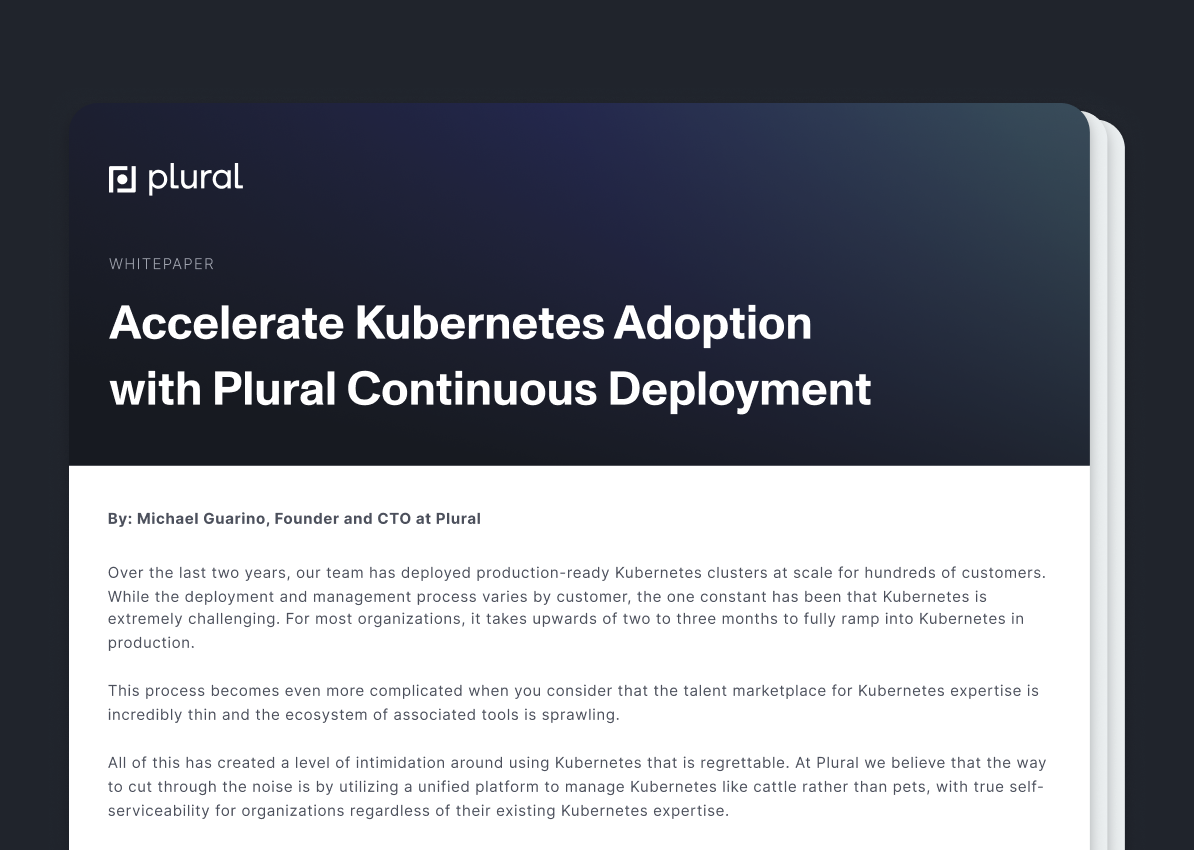 plural
WHITEPAPER
Accelerate Kubernetes Adoption
with Plural Continuous Deployment
By: Michael Guarino, Founder and CTO at Plural
Over the last two years, our team has deployed production-ready Kubernetes clusters at scale for hundreds of customers.
While the deployment and management process varies by customer, the one constant has been that Kubernetes is
extremely challenging. For most organizations, it takes upwards of two to three months to fully ramp into Kubernetes in
production.
This process becomes even more complicated when you consider that the talent marketplace for Kubernetes expertise is
incredibly thin and the ecosystem of associated tools is sprawling.
All of this has created a level of intimidation around using Kubernetes that is regrettable. At Plural we believe that the way
to cut through the noise is by utilizing a unified platform to manage Kubernetes like cattle rather than pets, with true self-
serviceability for organizations regardless of their existing Kubernetes expertise.